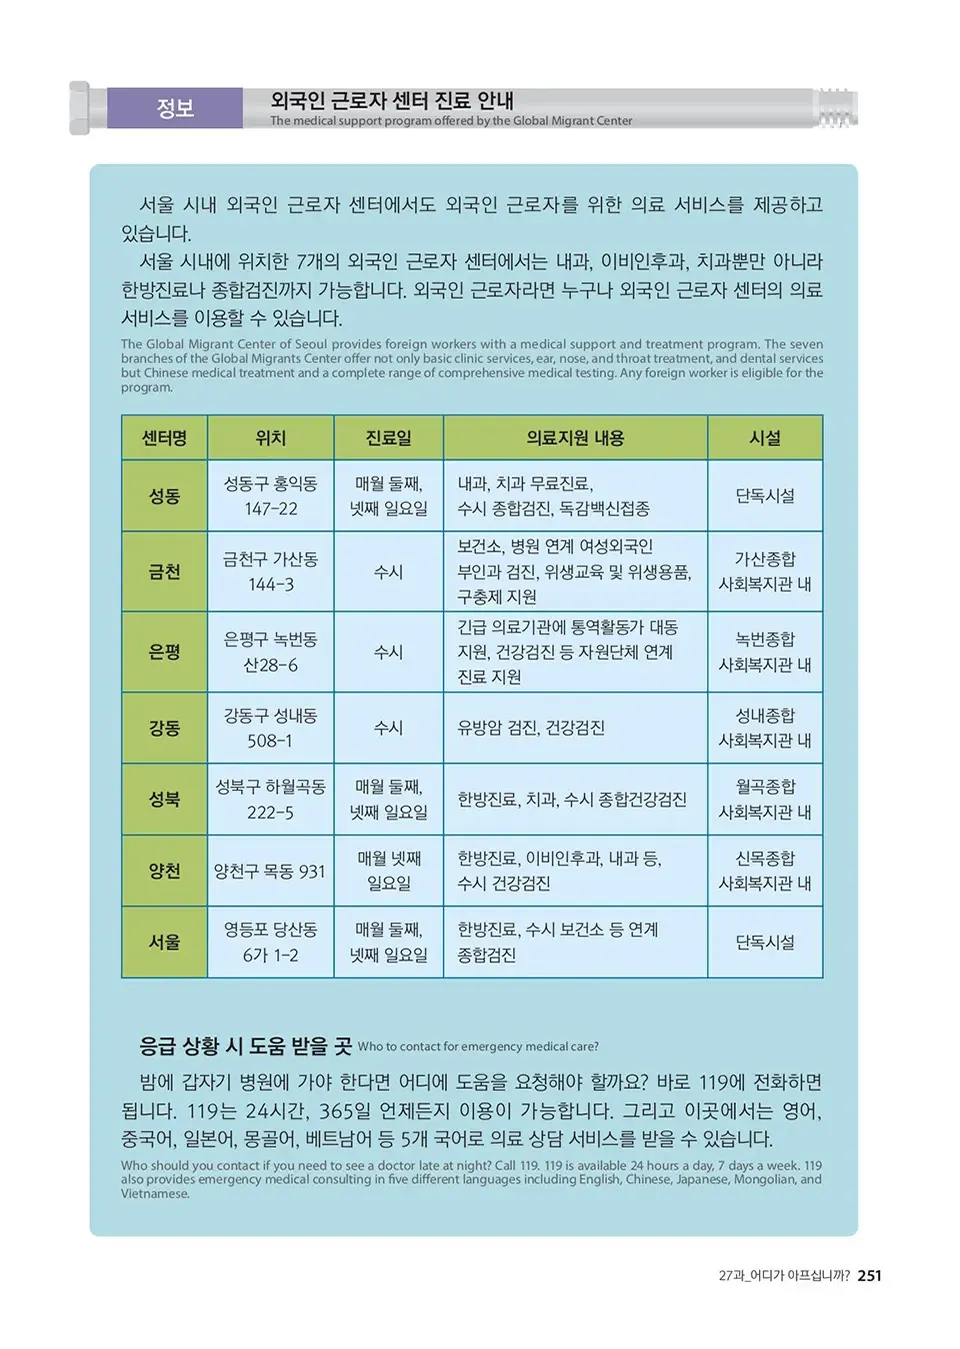 정보
외국인 근로자 센터 진료 안내
The medical support program offered by the Global Migrant Center
서울 시내 외국인 근로자 센터에서도 외국인 근로자를 위한 의료 서비스를 제공하고
있습니다.
서울 시내에 위치한 7개의 외국인 근로자 센터에서는 내과, 이비인후과, 치과뿐만 아니라
한방진료나 종합검진까지 가능합니다. 외국인 근로자라면 누구나 외국인 근로자 센터의 의료
서비스를 이용할 수 있습니다.
The Global Migrant Center of Seoul provides foreign workers with a medical support and treatment program. The seven
branches of the Global Migrants Center offer not only basic clinic services, ear, nose, and throat treatment, and dental services
but Chinese medical treatment and a complete range of comprehensive medical testing. Any foreign worker is eligible for the
program.
센터명 위치 진료일 의료지원 내용 시설
성동
성동구 홍익동
147-22
매월 둘째,
넷째 일요일
내과, 치과 무료진료,
수시 종합검진, 독감백신접종
단독시설
금천
금천구 가산동
144-3
수시
보건소, 병원 연계 여성외국인
부인과 검진, 위생교육 및 위생용품,
구충제 지원
가산종합
사회복지관 내
은평
은평구 녹번동
산28-6
수시
긴급 의료기관에 통역활동가 대동
지원, 건강검진 등 자원단체 연계
진료 지원
녹번종합
사회복지관 내
강동
강동구 성내동
508-1
수시
유방암 검진, 건강검진
성내종합
사회복지관 내
성북
성북구 하월곡동
222-5
매월 둘째,
넷째 일요일
한방진료, 치과, 수시 종합건강검진
월곡종합
사회복지관 내
양천
양천구 목동 931
매월 넷째
일요일
한방진료, 이비인후과, 내과 등,
수시 건강검진
신목종합
사회복지관 내
서울
영등포 당산동
6가 1-2
매월 둘째,
넷째 일요일
한방진료, 수시 보건소 등 연계
종합검진
단독시설
응급 상황 시 도움 받을 곳 Who to contact for emergency medical care?
밤에 갑자기 병원에 가야 한다면 어디에 도움을 요청해야 할까요? 바로 119에 전화하면
됩니다. 119는 24시간, 365일 언제든지 이용이 가능합니다. 그리고 이곳에서는 영어,
중국어, 일본어, 몽골어, 베트남어 등 5개 국어로 의료 상담 서비스를 받을 수 있습니다.
Who should you contact if you need to see a doctor late at night? Call 119. 119 is available 24 hours a day, 7 days a week. 119
also provides emergency medical consulting in five different languages including English, Chinese, Japanese, Mongolian, and
Vietnamese.
27과_어디가 아프십니까? 251